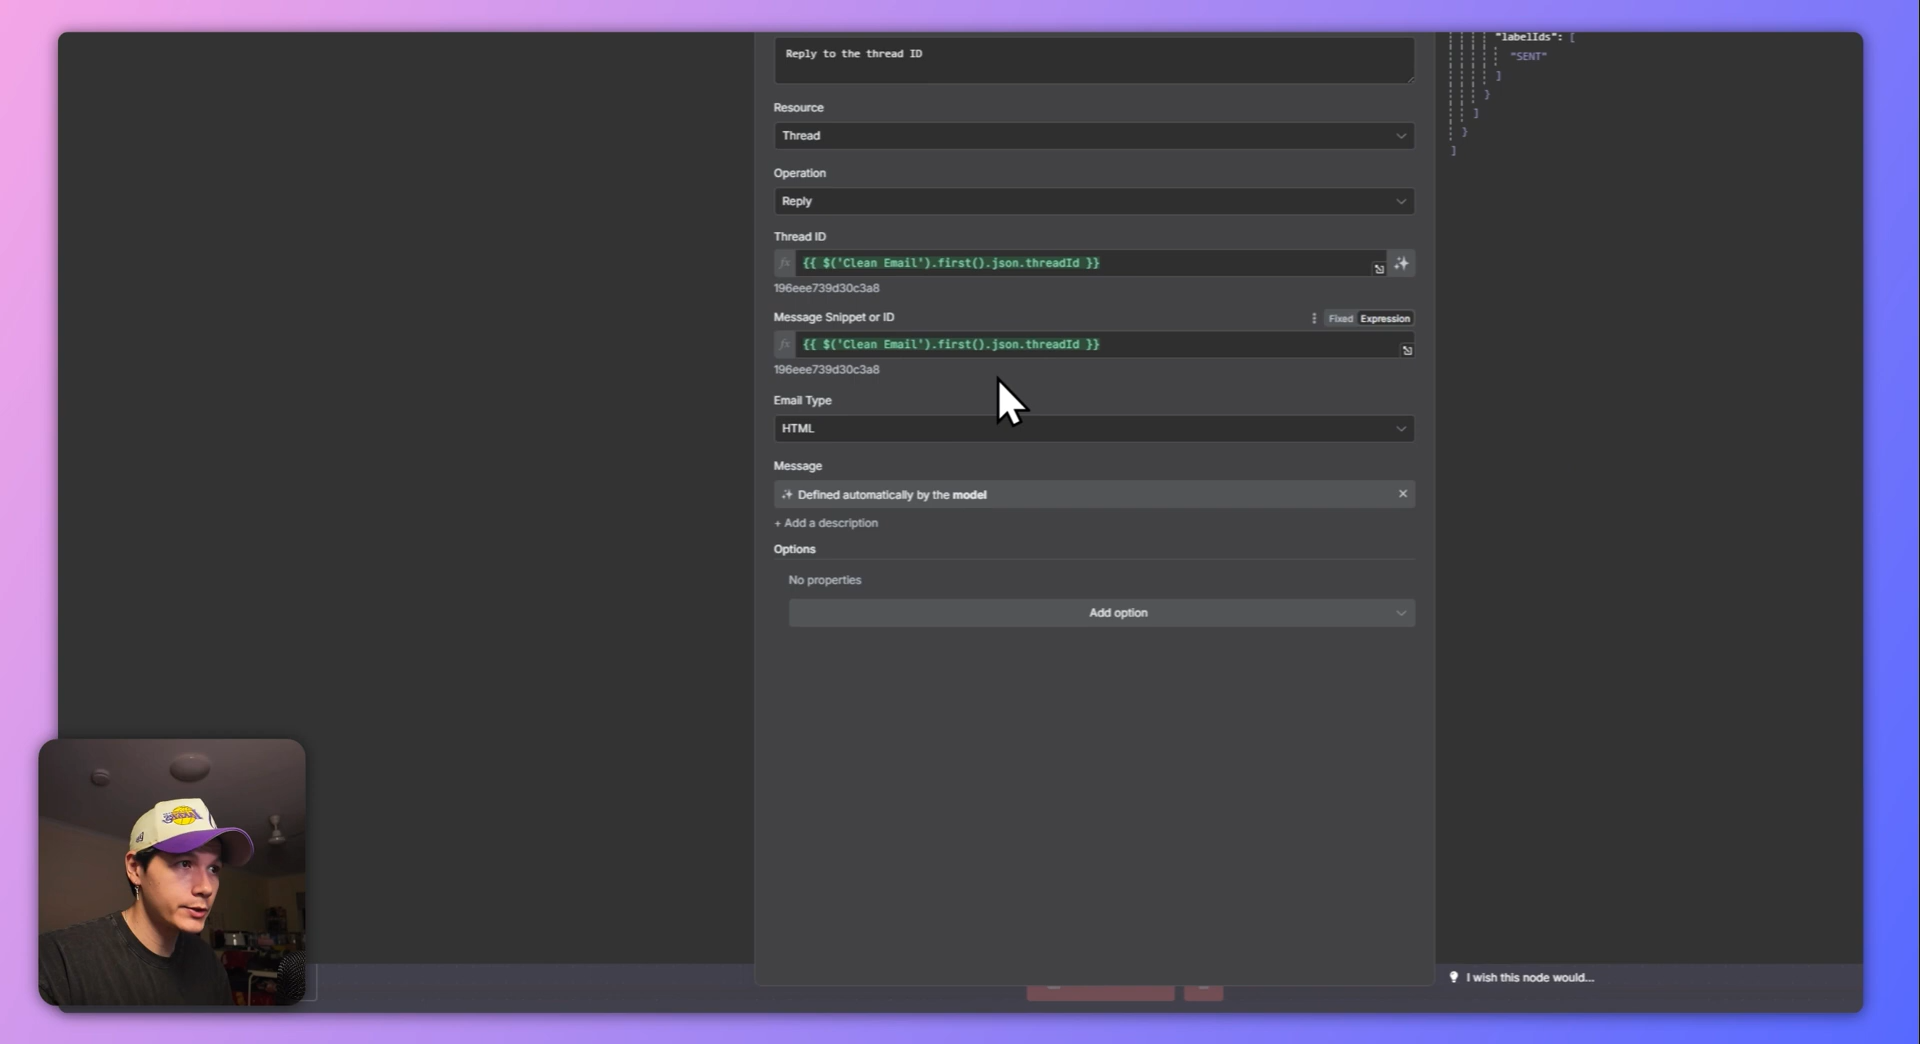 Reply to the thread ID
Resource
Thread
Operation
Reply
Thread ID
fx {{ $('Clean Email').first().json.threadId }}
196eee739d30c3a8
Message Snippet or ID
Fixed Expression
fx {{ $('Clean Email').first().json.threadId }}
196eee739d30c3a8
Email Type
HTML
Message
Defined automatically by the model
+ Add a description
Options
No properties
Add option
"labelIds": [
"SENT"
]
}
]
}
]
I wish this node would...